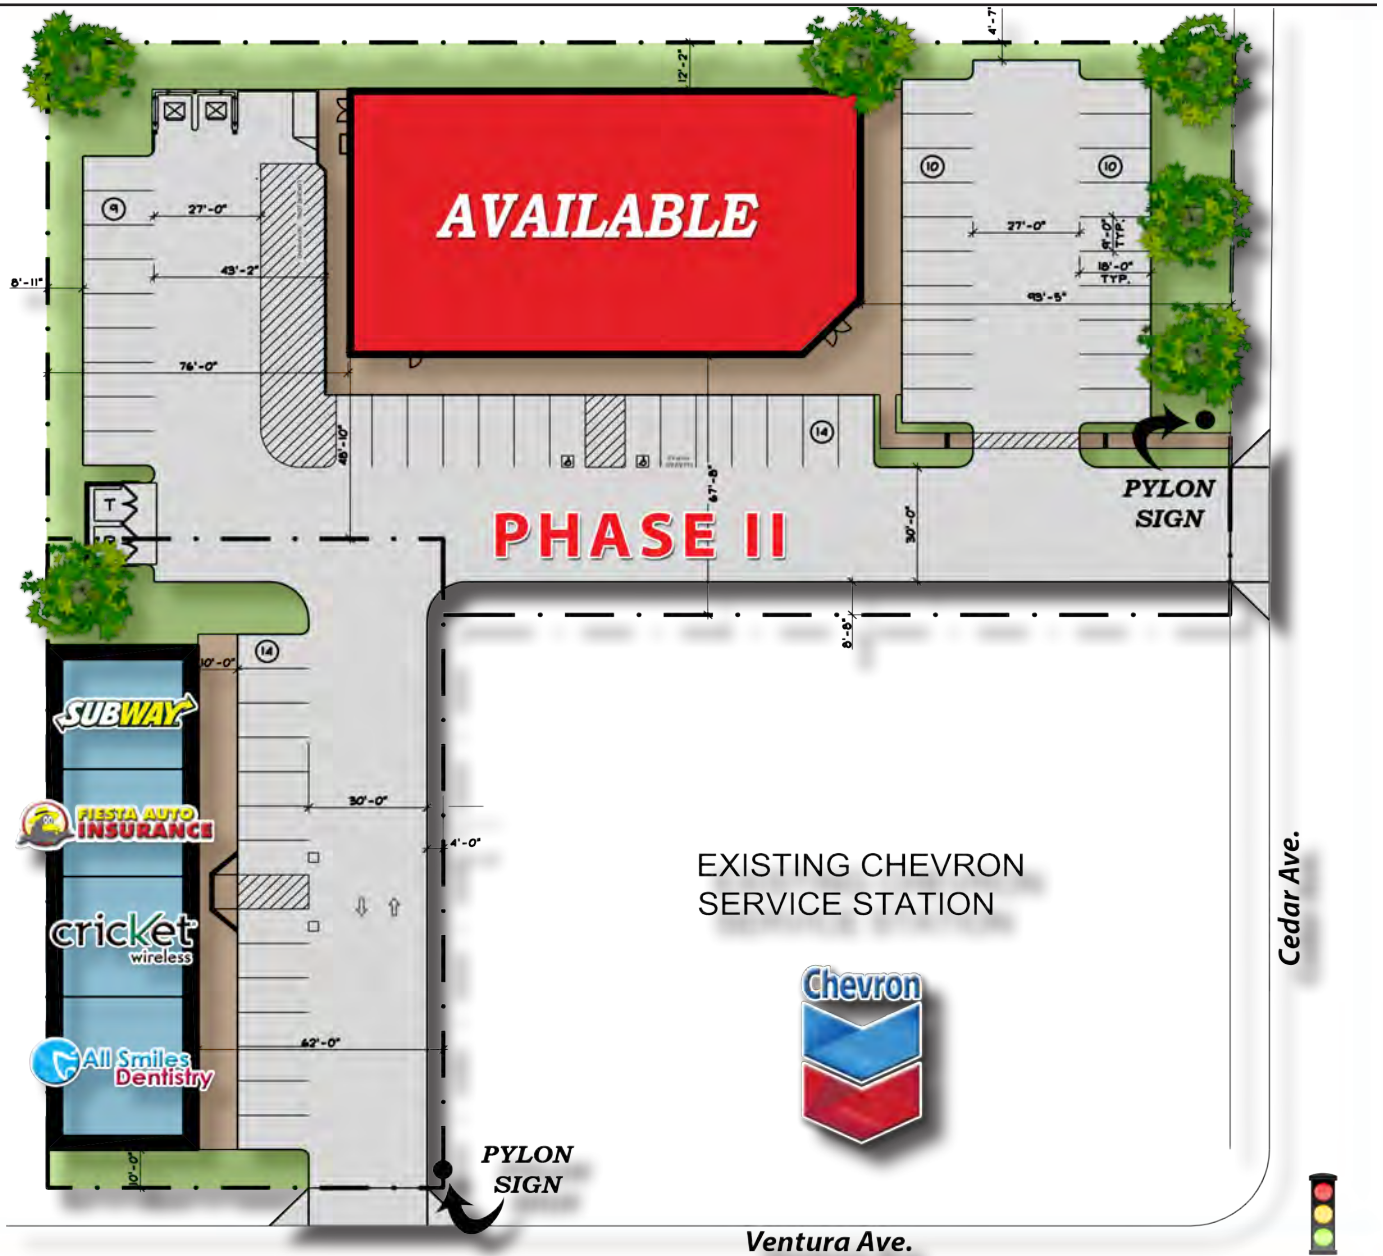 4'-7"
12'-2"
9
10
10
27'-0"
AVAILABLE
27'-0"
9'-0"
TYP.
43'-2"
18'-0"
TYP.
8'-11"
93'-5"
76'-0"
14
48'-10"
67'-8"
PYLON
SIGN
T
30'-0"
PHASE II
8'-8"
14
10'-0"
SUBWAY
30'-0"
FIESTA AUTO
INSURANCE
4'-0"
EXISTING CHEVRON
SERVICE STATION
Cedar Ave.
cricket
wireless
Chevron
62'-0"
All Smiles
Dentistry
PYLON
SIGN
10'-0"
Ventura Ave.